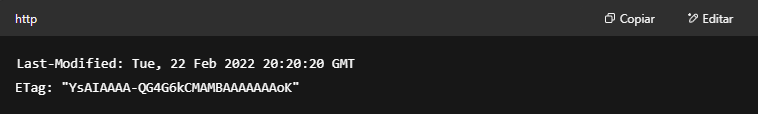 http
Copiar
Editar
Last-Modified: Tue, 22 Feb 2022 20:20:20 GMT
ETag: "YsAIAAAA-QG4G6kCMAMBAAAAAAAoK"